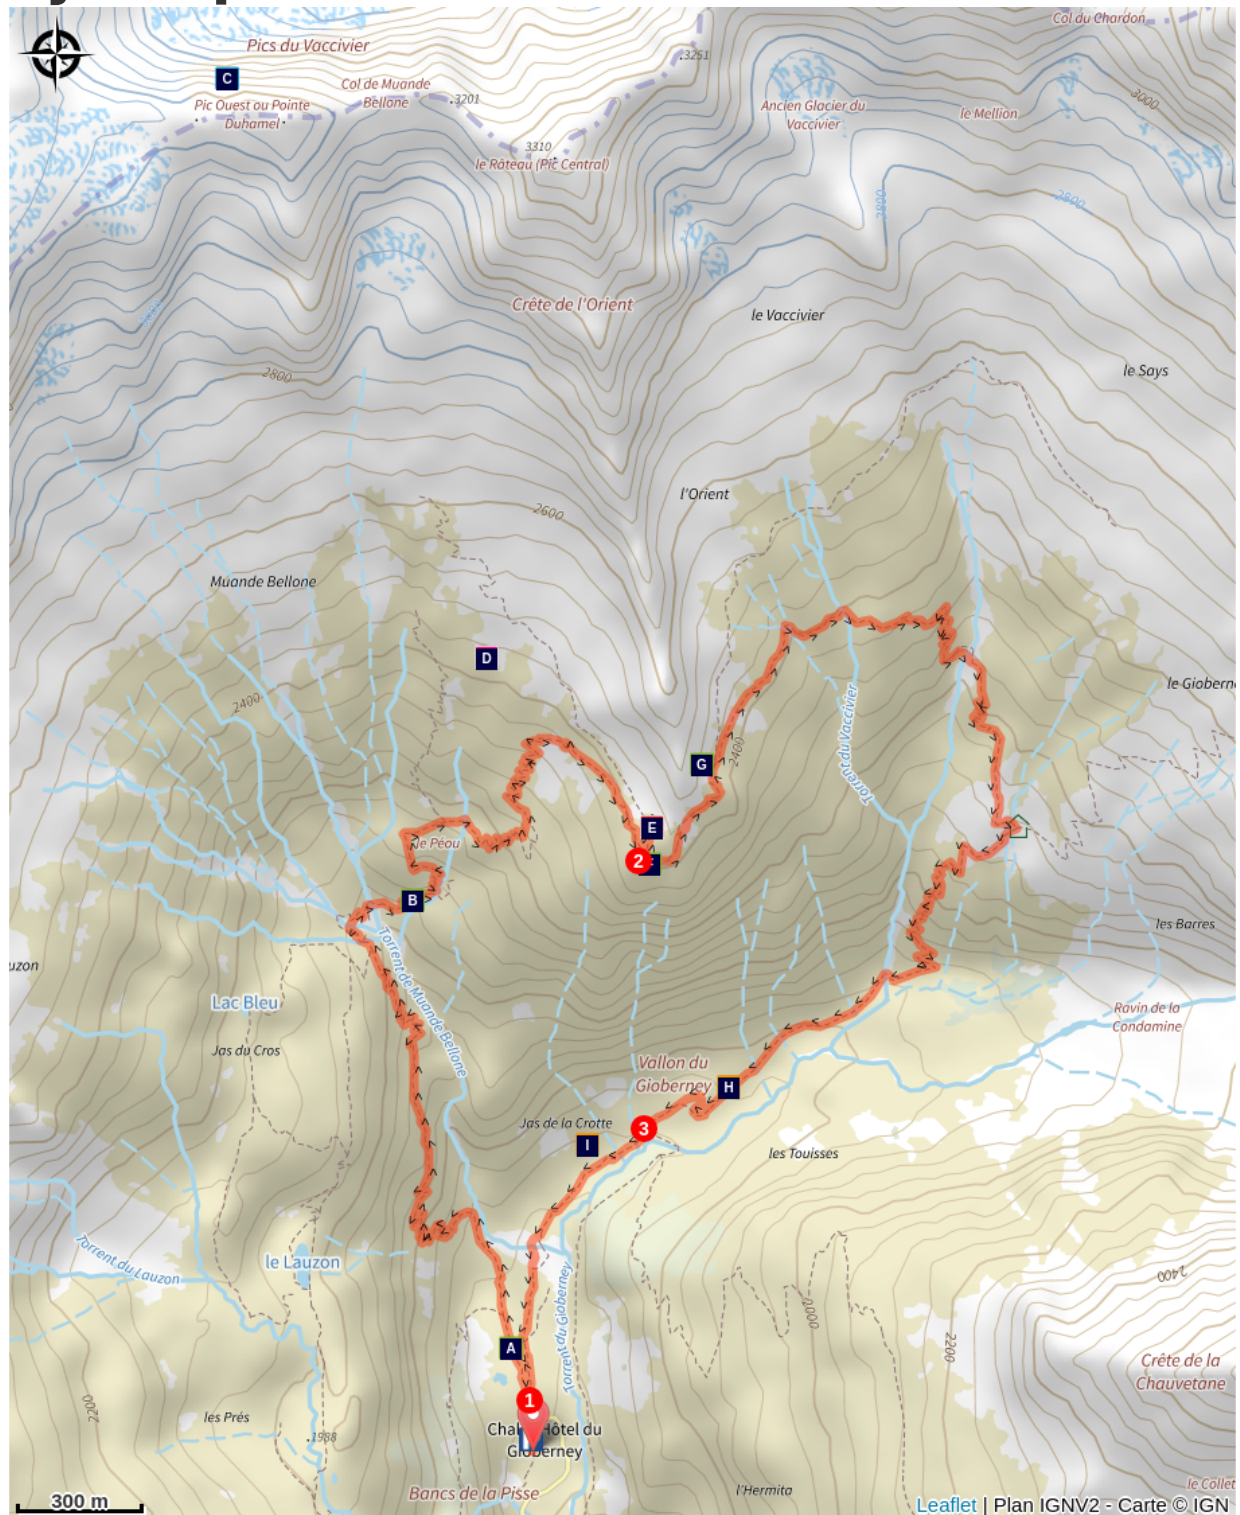 Col du Chardon
Pics du Vaccivier
3251
C
Col de Muande
Bellone
3201
3000
Pic Ouest ou Pointe
Duhamel
Ancien Glacier du
Vaccivier
le Mellion
3310
le Râteau (Pic Central)
2800
2800
Crête de l'Orient
le Vaccivier
le Says
2800
l'Orient
2600
Muande Bellone
D
le Gioberne
2400
Torrent du Vaccivier
2400
G
E
le Péou
2
B
les Barres
Torrent de Muande Bellone
uzon
Lac Bleu
Ravin de la
Condamine
Jas du Cros
Vallon du
Gioberney
H
Jas de la Crotte
3
I
les Touisses
Torrent du Lauzon
le Lauzon
2400
Torrent du Gioberney
2000
2200
A
Crête de la
Chauvetane
1
2200
les Prés
1988
Chalet Hôtel du
Gioberney
Bancs de la Pisse
l'Hermita
le Collet
300 m
Leaflet | Plan IGNV2 - Carte © IGN